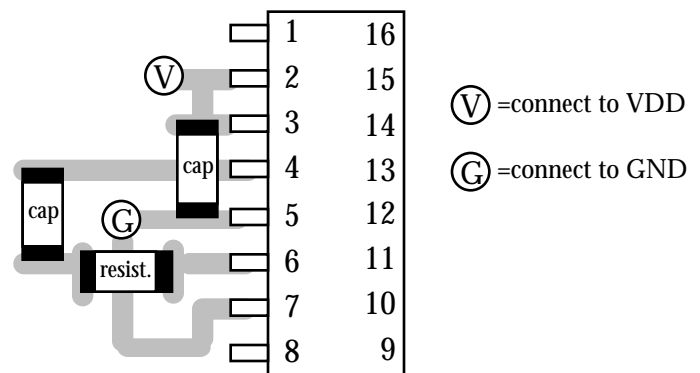 1 16
V 2 15
V =connect to VDD
3 14
cap 4 13
G =connect to GND
cap G 5 12
resist. 6 11
7 10
8 9